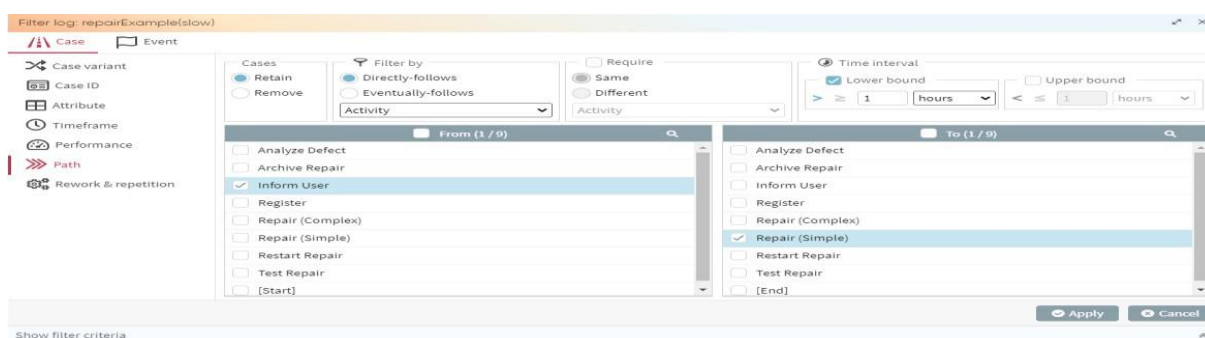 Filter log: repairExample(slow)
Case Event
Case variant
Case ID
Attribute
Timeframe
Performance
Path
Rework & repetition
Cases
Retain
Remove
Filter by
Directly-follows
Eventually-follows
Activity
Require
Same
Different
Activity
Time interval
Lower bound
> ≥ 1 hours
Upper bound
< ≤ 1 hours
From (1 / 9)
Analyze Defect
Archive Repair
Inform User
Register
Repair (Complex)
Repair (Simple)
Restart Repair
Test Repair
[Start]
To (1 / 9)
Analyze Defect
Archive Repair
Inform User
Register
Repair (Complex)
Repair (Simple)
Restart Repair
Test Repair
[End]
Apply Cancel
Show filter criteria